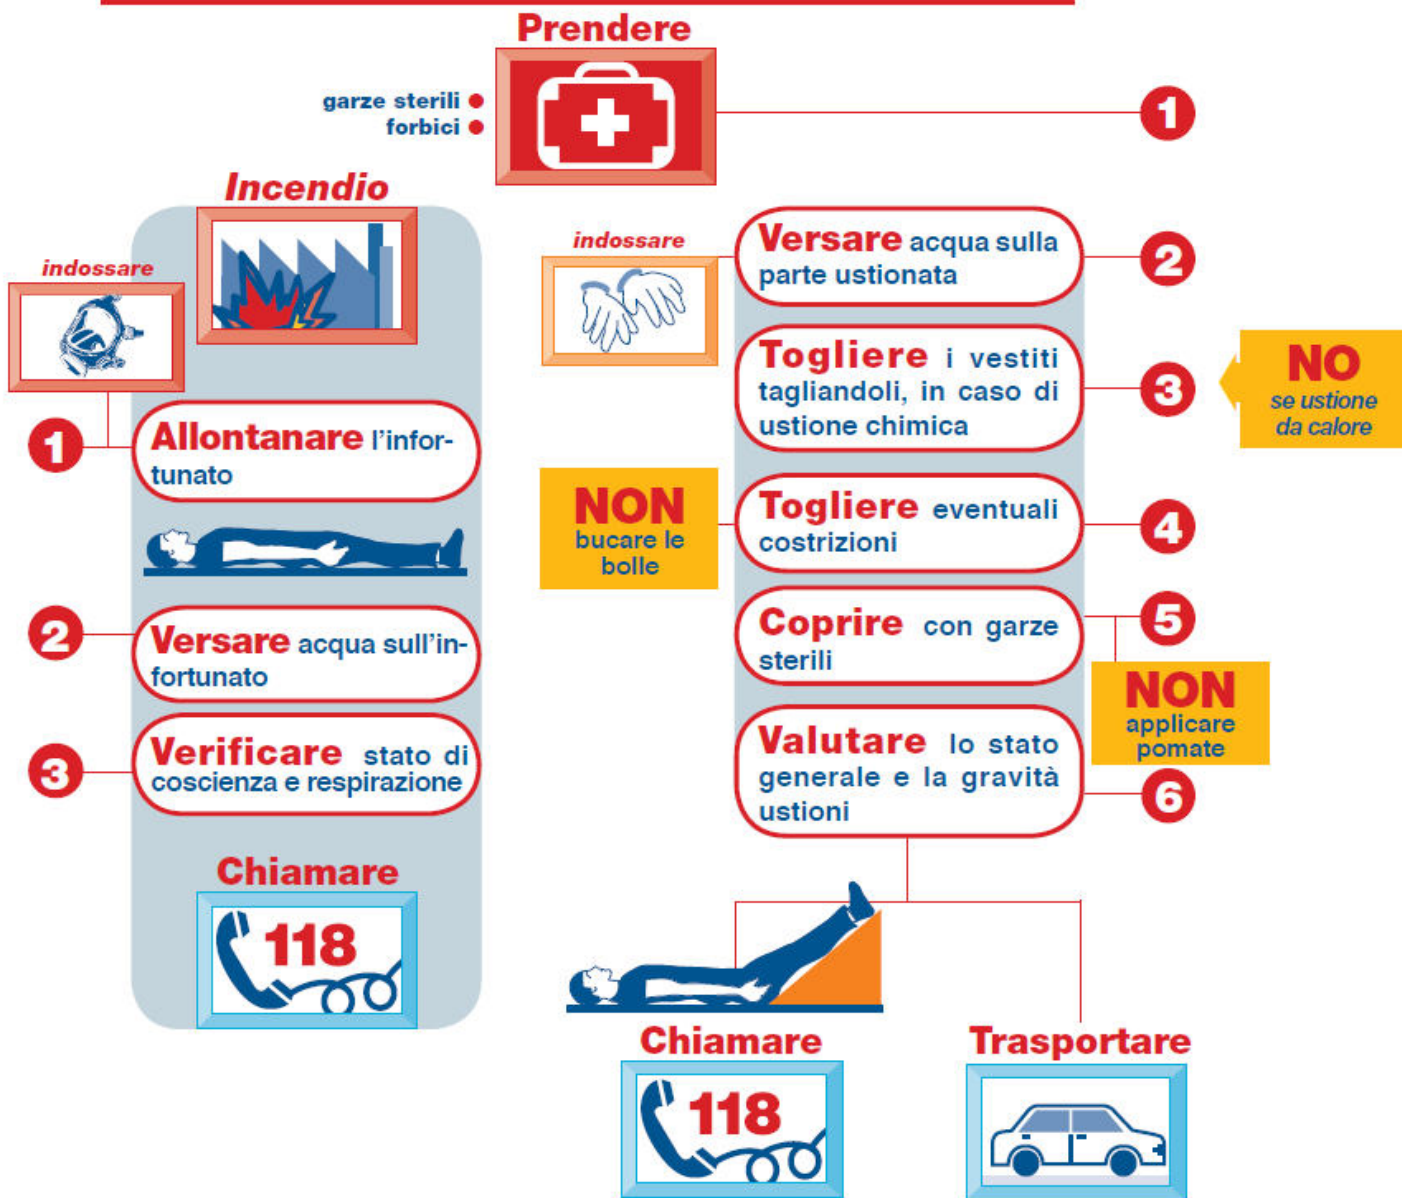 Prendere
garze sterili
forbici
1
Incendio
indossare
1
Allontanare l'infor-
tunato
2
Versare acqua sull'in-
fortunato
3
Verificare stato di
coscienza e respirazione
Chiamare
118
indossare
Versare acqua sulla
parte ustionata
2
Togliere i vestiti
tagliandoli, in caso di
ustione chimica
3
NO
se ustione
da calore
NON
bucare le
bolle
Togliere eventuali
costrizioni
4
Coprire con garze
sterili
5
NON
applicare
pomate
Valutare lo stato
generale e la gravità
ustioni
6
Chiamare
118
Trasportare